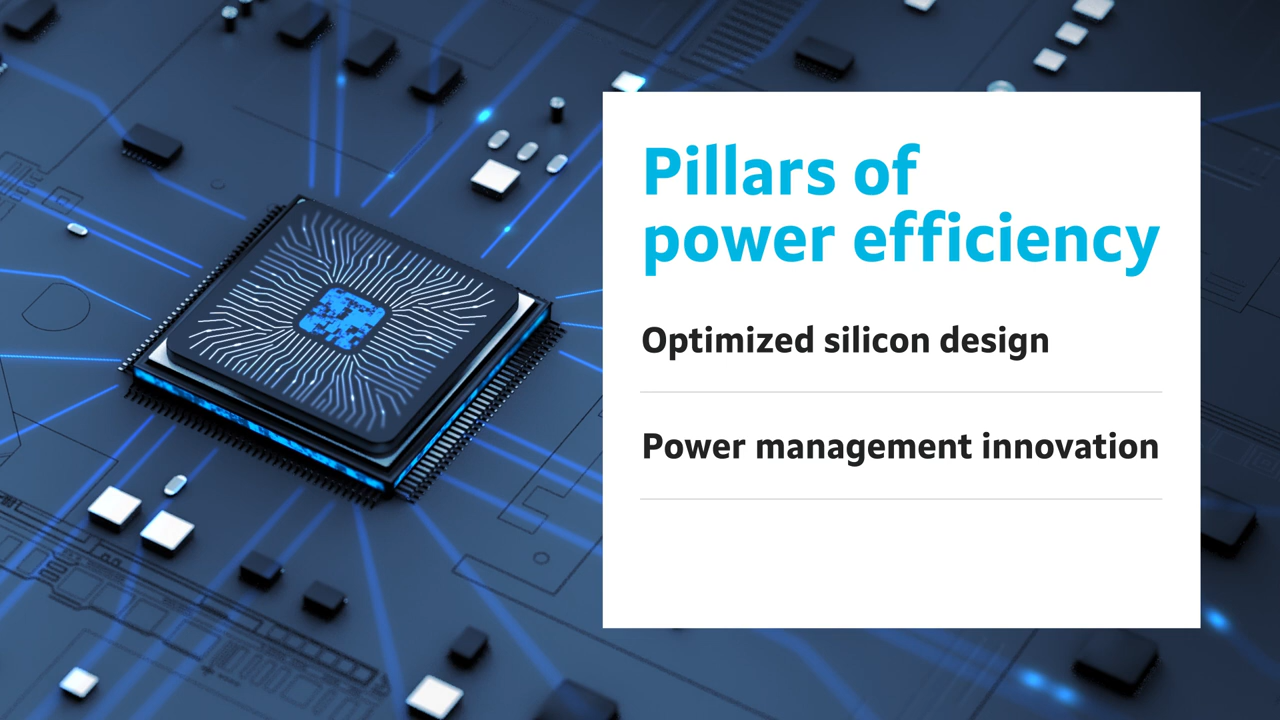 Pillars of
power efficiency
Optimized silicon design
Power management innovation